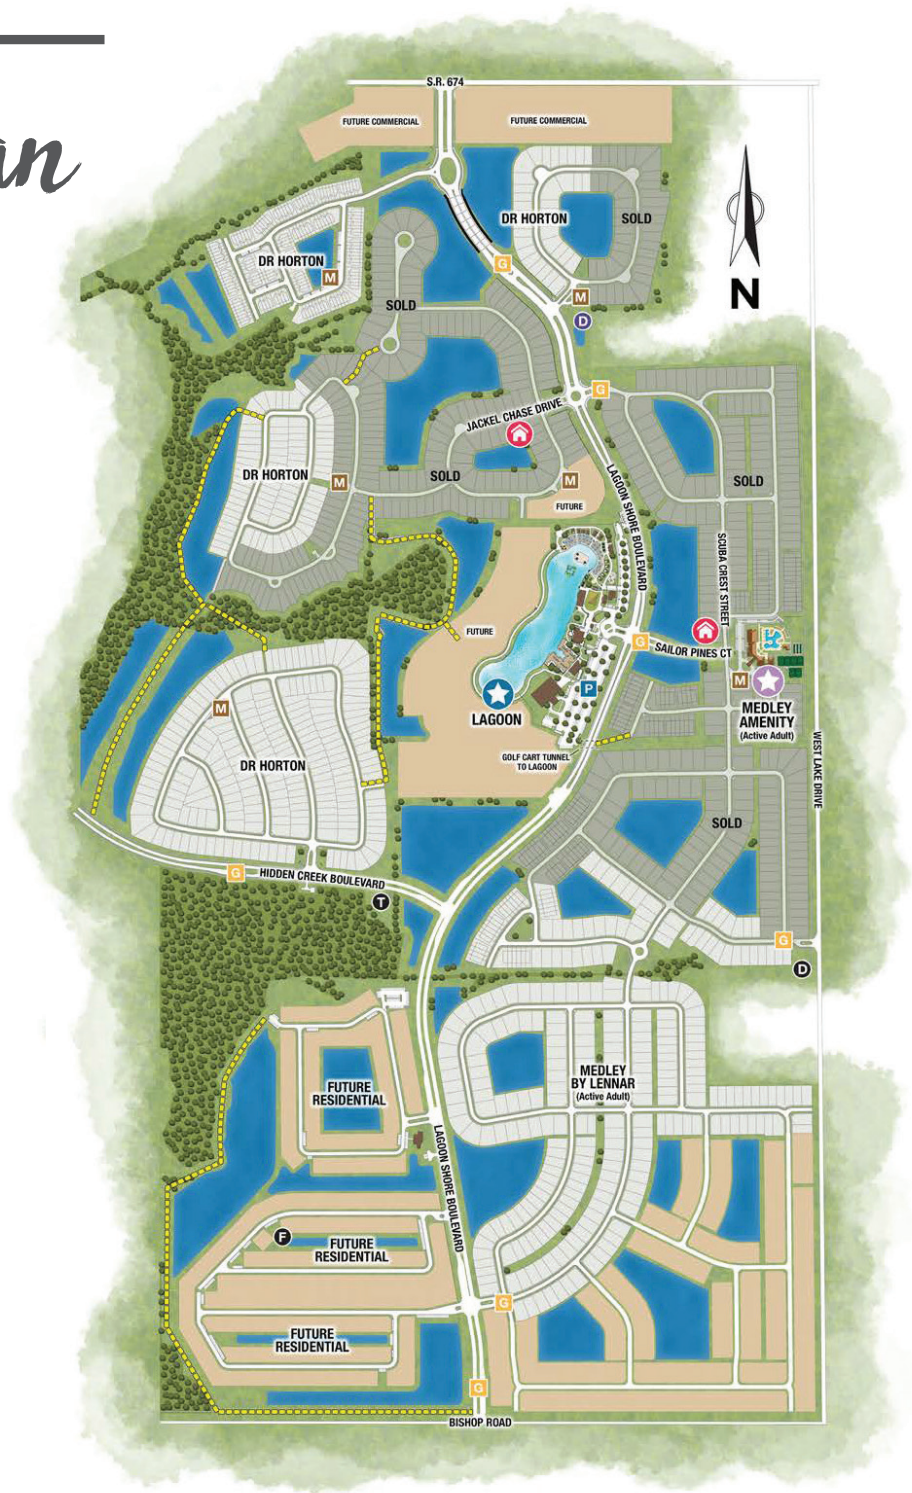 S.R. 674
FUTURE COMMERCIAL
FUTURE COMMERCIAL
DR HORTON
SOLD
G
DR HORTON
M
N
M
SOLD
D
G
JACKEL CHASE DRIVE
DR HORTON
M
SOLD
M
SOLD
FUTURE
LAGOON SHORE BOULEVARD
SCUBA CREST STREET
FUTURE
G
SAILOR PINES CT
P
M
LAGOON
MEDLEY
AMENITY
(Active Adult)
M
DR HORTON
GOLF CART TUNNEL
TO LAGOON
WEST LAKE DRIVE
SOLD
G
HIDDEN CREEK BOULEVARD
T
G
D
FUTURE
RESIDENTIAL
MEDLEY
BY LENNAR
(Active Adult)
LAGOON SHORE BOULEVARD
F
FUTURE
RESIDENTIAL
G
FUTURE
RESIDENTIAL
G
BISHOP ROAD